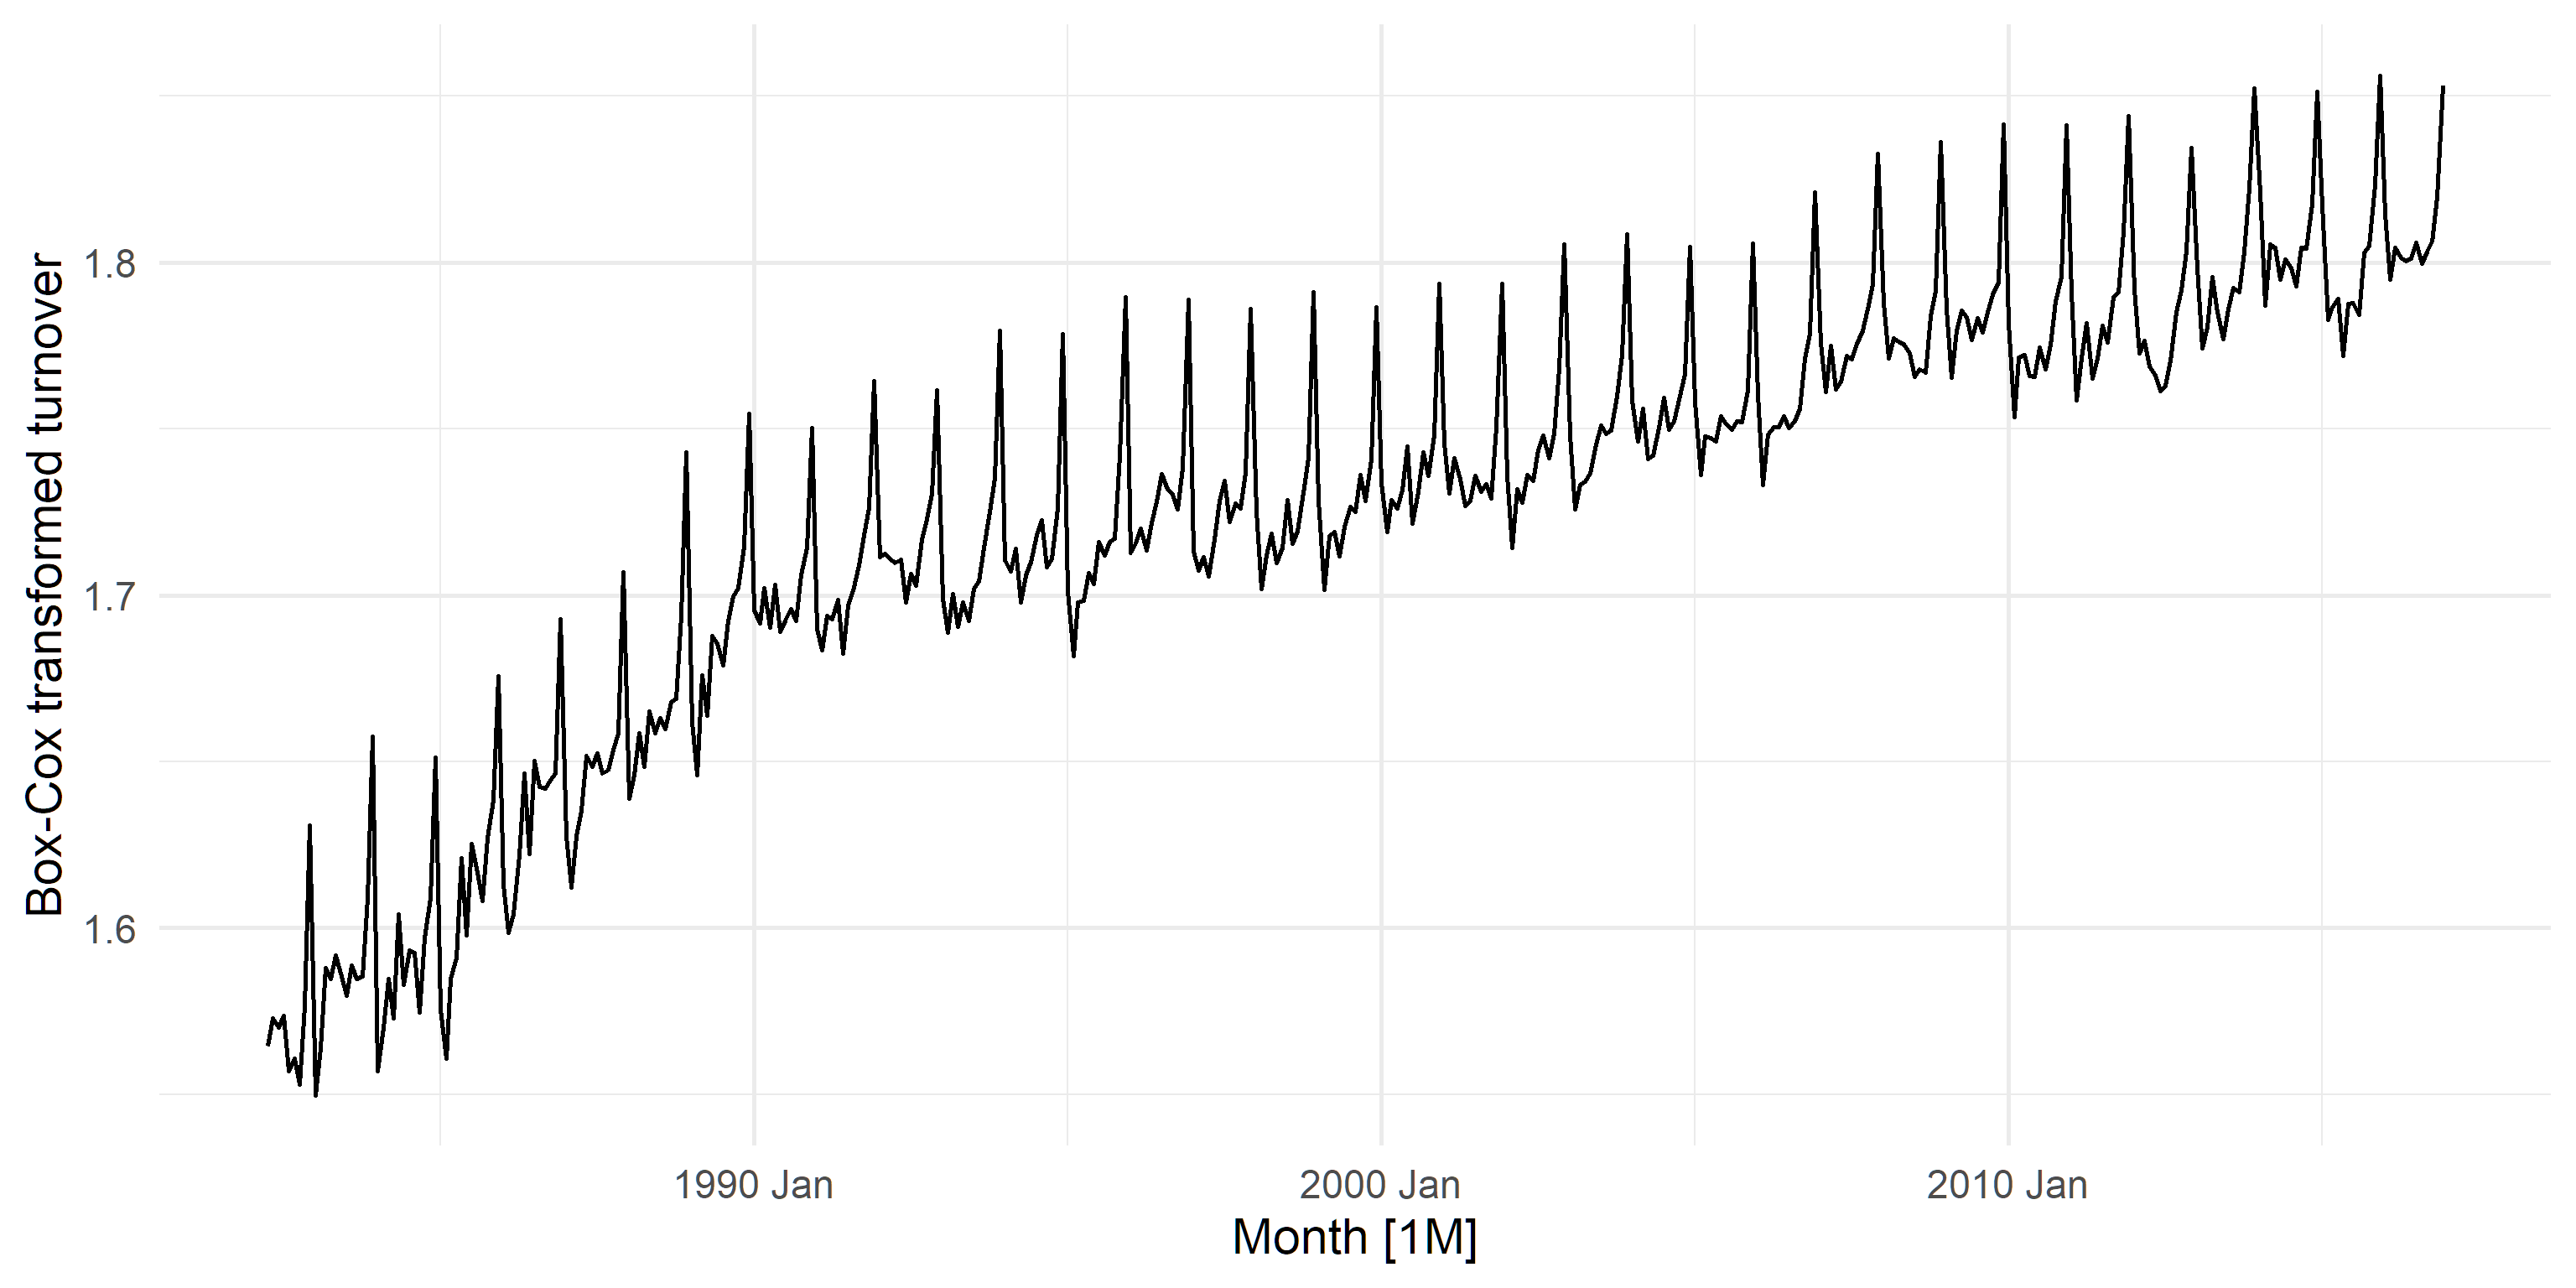 Box-Cox transformed turnover
1.8
1.7
1.6
1990 Jan
2000 Jan
2010 Jan
Month [1M]